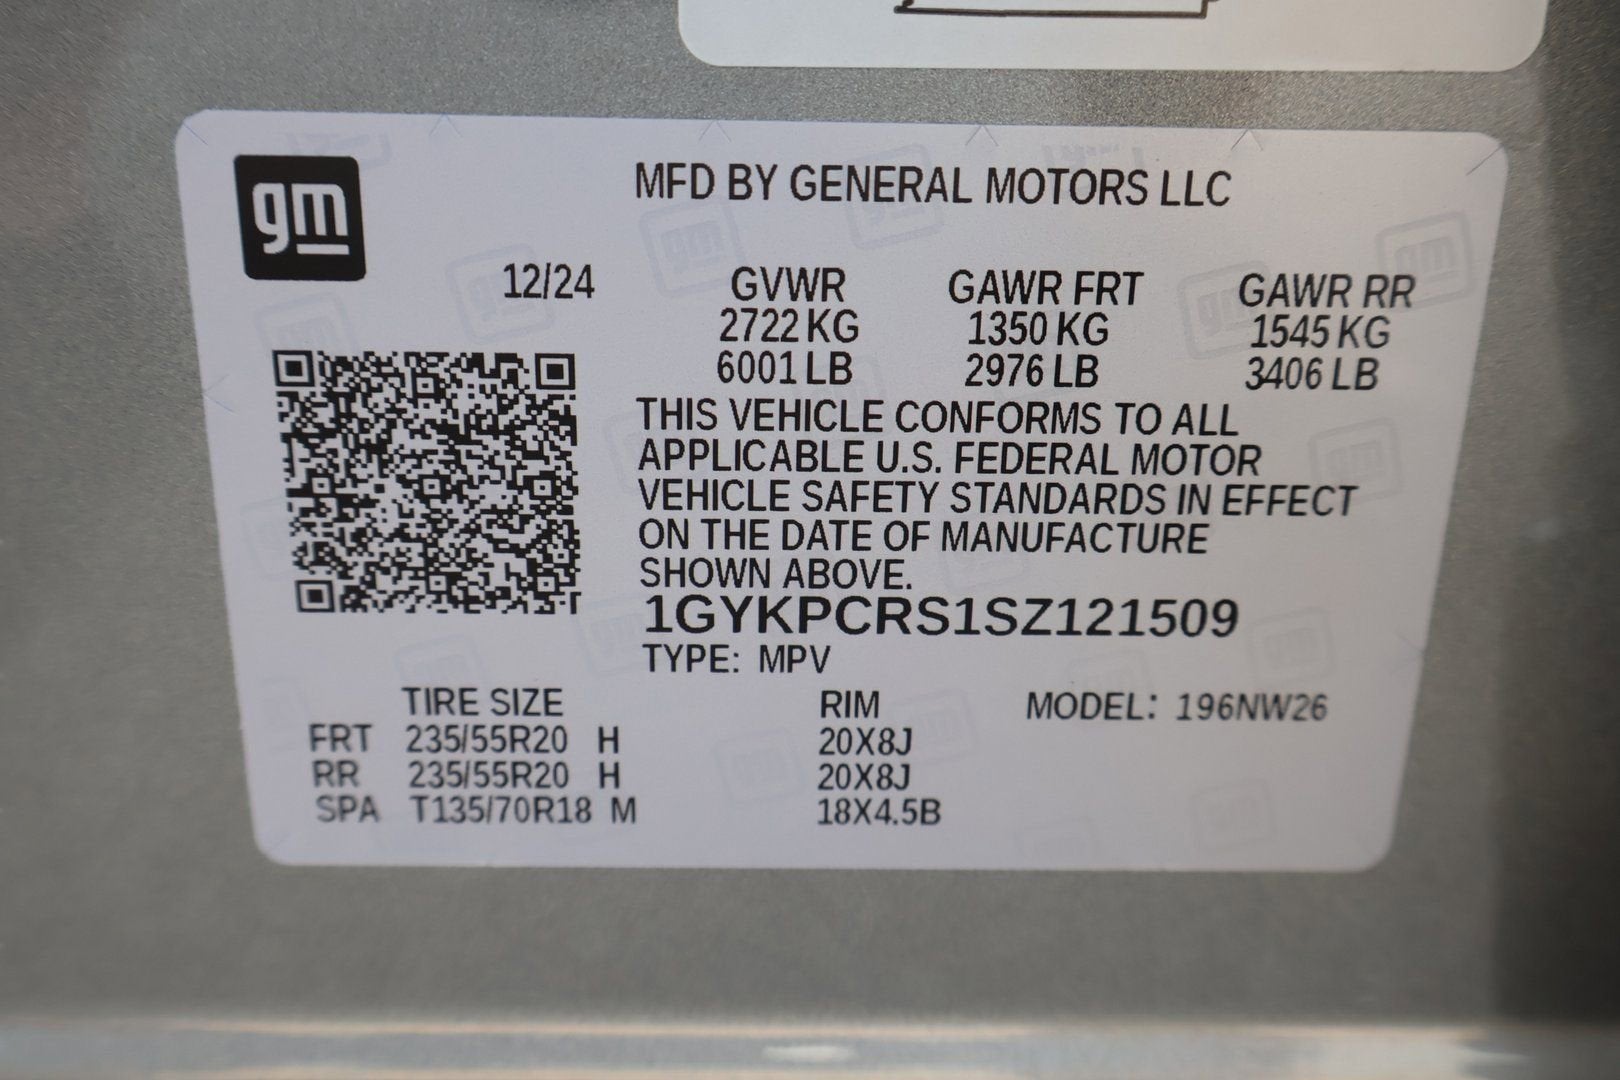 gm
MFD BY GENERAL MOTORS LLC
12/24 GVWR GAWR FRT GAWR RR
2722 KG 1350 KG 1545 KG
6001 LB 2976 LB 3406 LB
THIS VEHICLE CONFORMS TO ALL
APPLICABLE U.S. FEDERAL MOTOR
VEHICLE SAFETY STANDARDS IN EFFECT
ON THE DATE OF MANUFACTURE
SHOWN ABOVE.
1GYKPCRS1SZ121509
TYPE: MPV
TIRE SIZE RIM MODEL: 196NW26
FRT 235/55R20 H 20X8J
RR 235/55R20 H 20X8J
SPA T135/70R18 M 18X4.5B